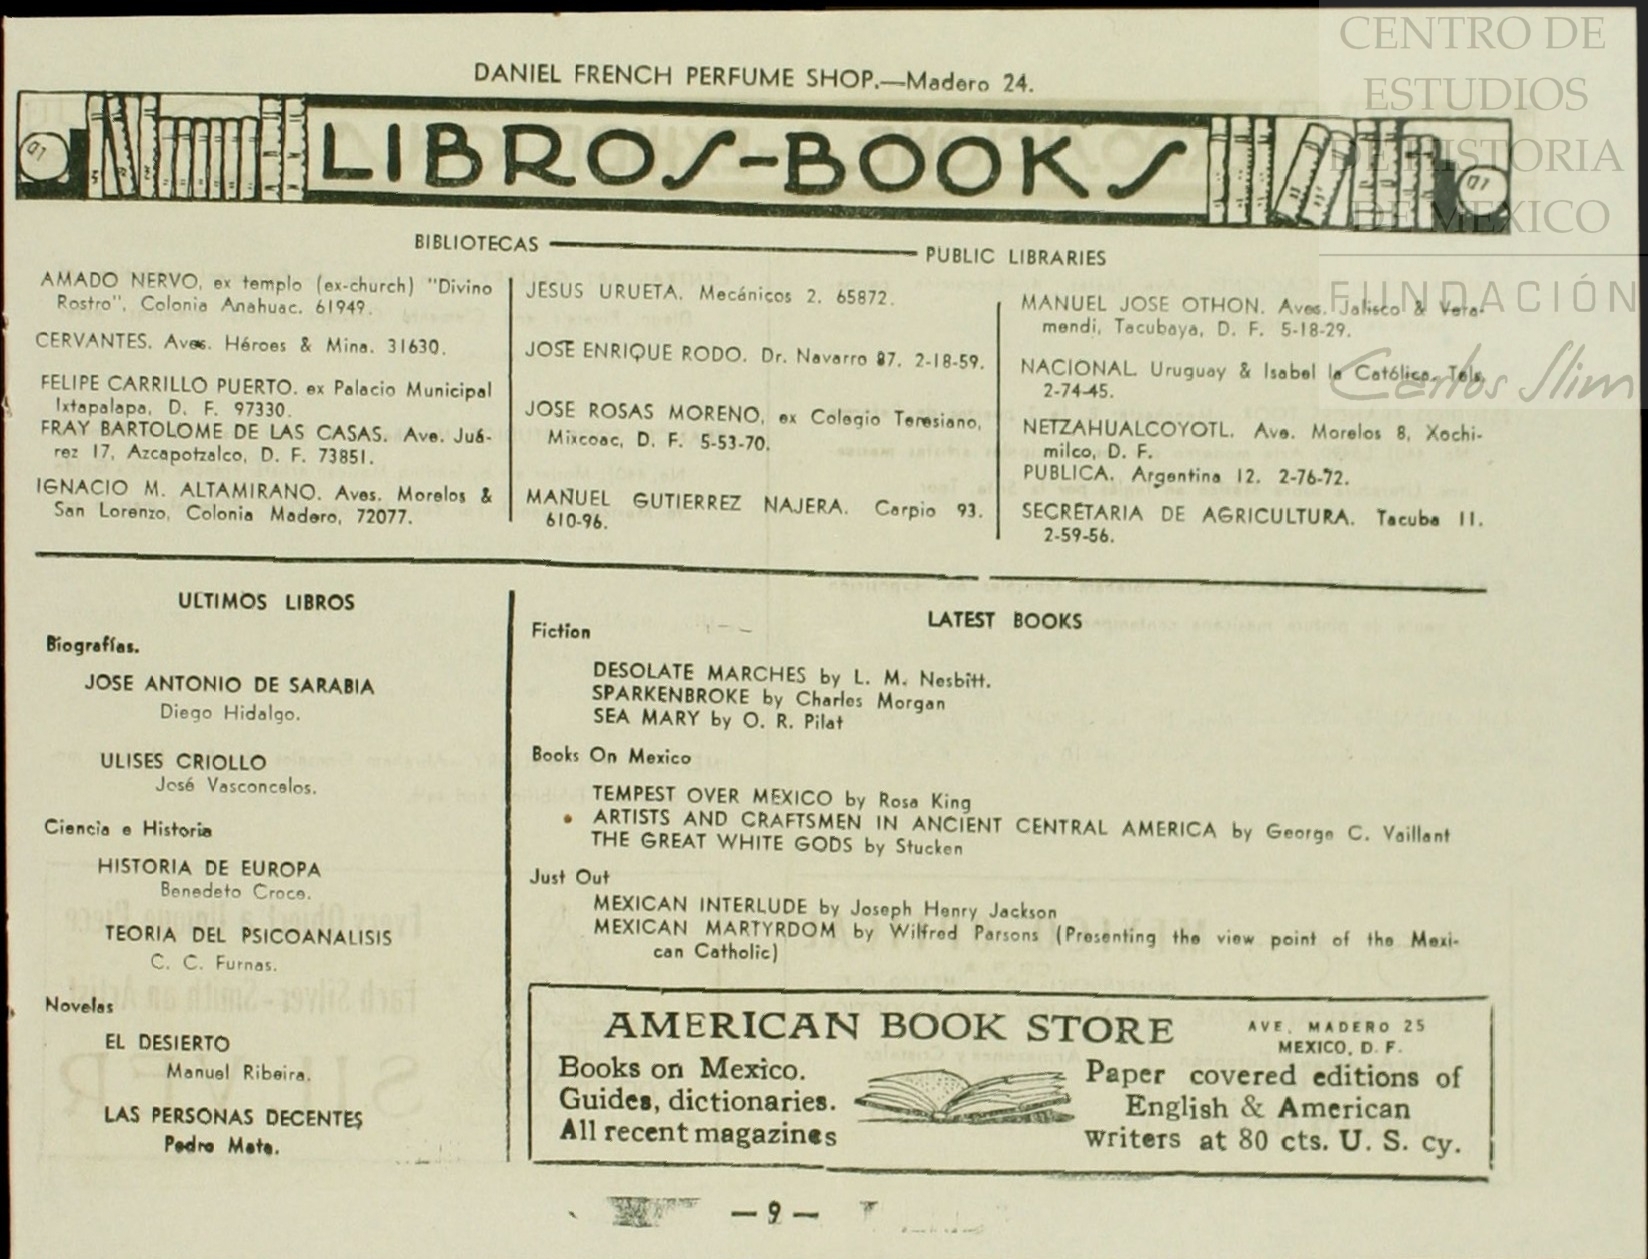 CENTRO DE
ESTUDIOS
DE HISTORIA
DE MEXICO
FUNDACIÓN
Carlos Slim
DANIEL FRENCH PERFUME SHOP.—Madero 24.
LIBROS-BOOKS
BIBLIOTECAS
PUBLIC LIBRARIES
AMADO NERVO, ex templo (ex-church) "Divino
Rostro", Colonia Anahuac. 61949.
CERVANTES. Aves. Héroes & Mina. 31630.
FELIPE CARRILLO PUERTO. ex Palacio Municipal
Ixtapalapa, D. F. 97330.
FRAY BARTOLOME DE LAS CASAS. Ave. Juá-
rez 17, Azcapotzalco, D. F. 73851.
IGNACIO M. ALTAMIRANO. Aves. Morelos &
San Lorenzo, Colonia Madero, 72077.
JESUS URUETA. Mecánicos 2. 65872.
JOSE ENRIQUE RODO. Dr. Navarro 87. 2-18-59.
JOSE ROSAS MORENO, ex Colegio Teresiano,
Mixcoac, D. F. 5-53-70.
MANUEL GUTIERREZ NAJERA. Carpio 93.
610-96.
MANUEL JOSE OTHON. Aves. Jalisco & Vera-
mendi, Tacubaya, D. F. 5-18-29.
NACIONAL. Uruguay & Isabel la Católica. Tels.
2-74-45.
NETZAHUALCOYOTL. Ave. Morelos 8, Xochi-
milco, D. F.
PUBLICA. Argentina 12. 2-76-72.
SECRETARIA DE AGRICULTURA. Tacuba 11.
2-59-56.
ULTIMOS LIBROS
Biografías.
JOSE ANTONIO DE SARABIA
Diego Hidalgo.
ULISES CRIOLLO
José Vasconcelos.
Ciencia e Historia
HISTORIA DE EUROPA
Benedeto Croce.
TEORIA DEL PSICOANALISIS
C. C. Furnas.
Novelas
EL DESIERTO
Manuel Ribeira.
LAS PERSONAS DECENTES
Pedro Mata.
LATEST BOOKS
Fiction
DESOLATE MARCHES by L. M. Nesbitt.
SPARKENBROKE by Charles Morgan
SEA MARY by O. R. Pilat
Books On Mexico
TEMPEST OVER MEXICO by Rosa King
ARTISTS AND CRAFTSMEN IN ANCIENT CENTRAL AMERICA by George C. Vaillant
THE GREAT WHITE GODS by Stucken
Just Out
MEXICAN INTERLUDE by Joseph Henry Jackson
MEXICAN MARTYRDOM by Wilfred Parsons (Presenting the view point of the Mexi-
can Catholic)
AMERICAN BOOK STORE
AVE. MADERO 25
MEXICO, D. F.
Books on Mexico.
Guides, dictionaries.
All recent magazines
Paper covered editions of
English & American
writers at 80 cts. U. S. cy.
— 9 —